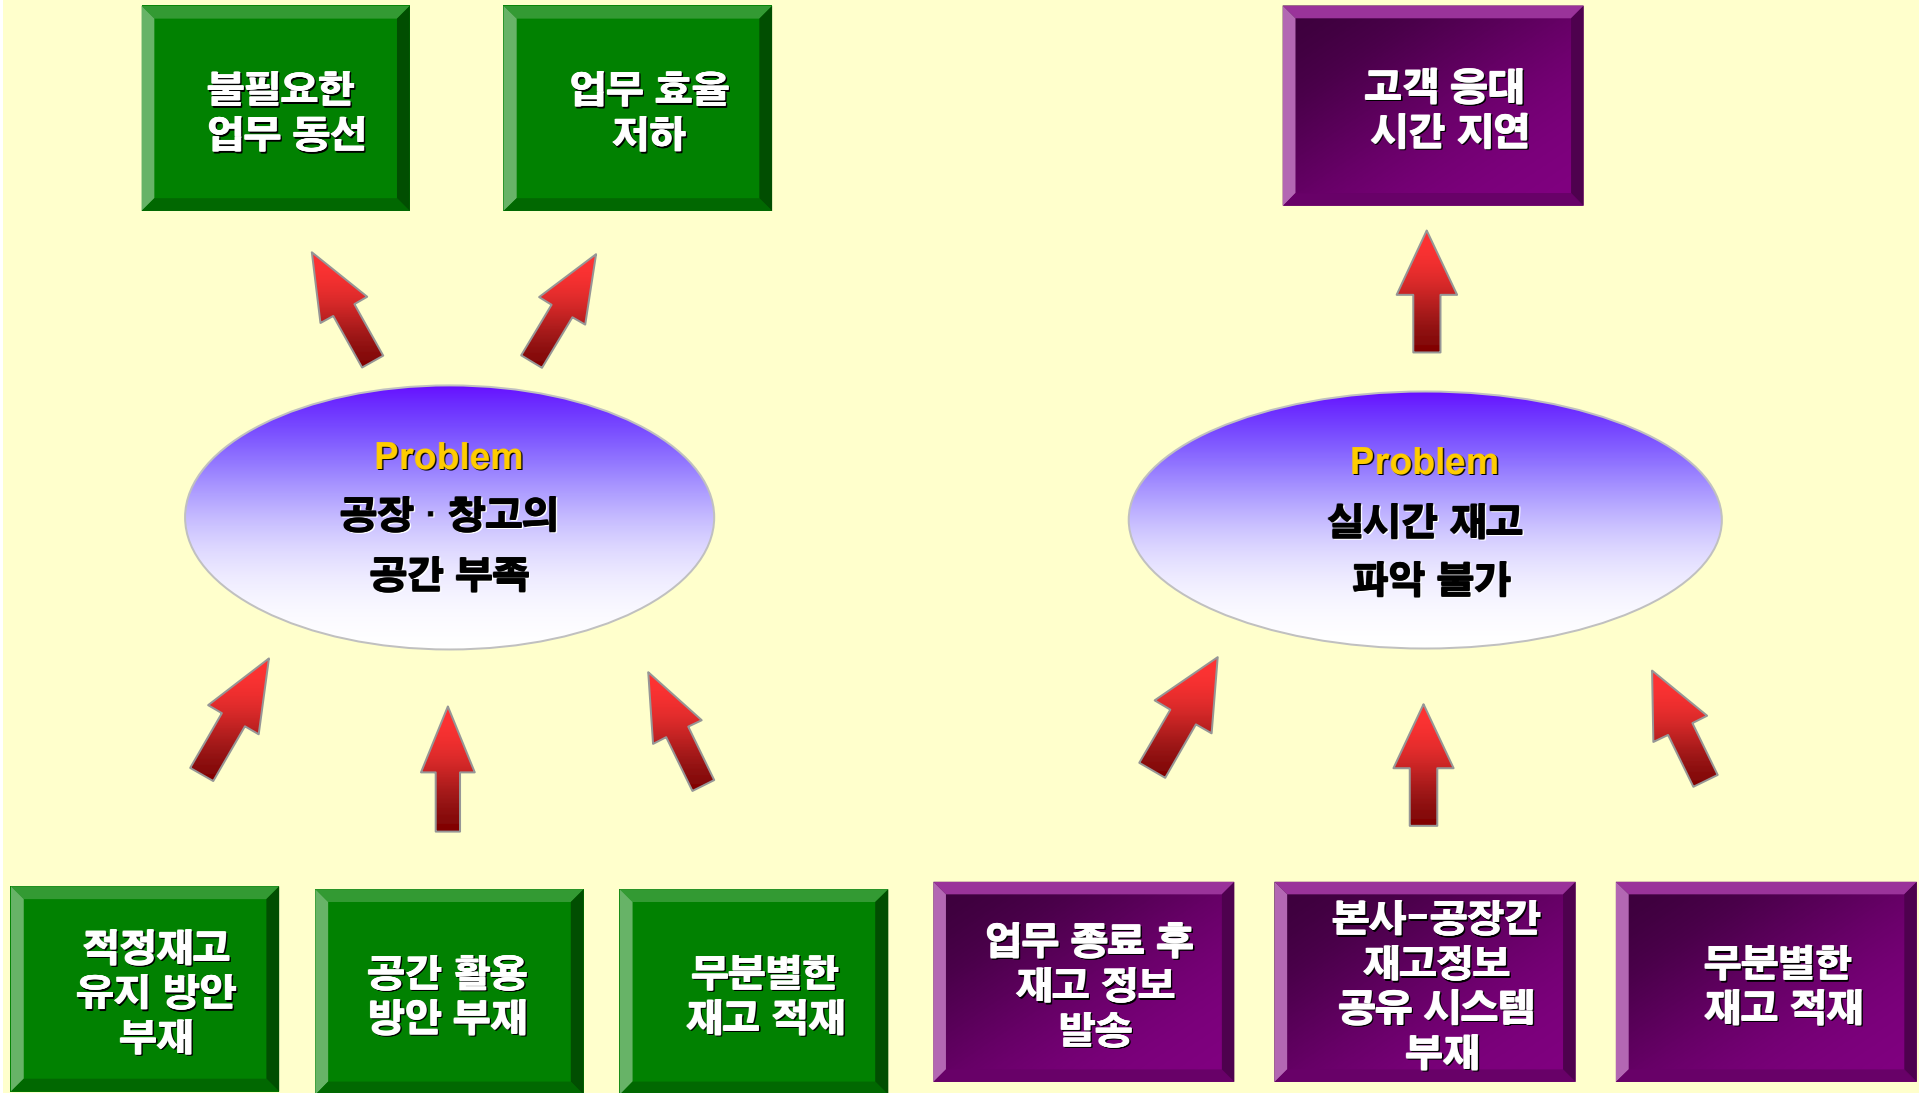 불필요한
업무 동선
업무 효율
저하
고객 응대
시간 지연
Problem
공장 · 창고의
공간 부족
Problem
실시간 재고
파악 불가
적정재고
유지 방안
부재
공간 활용
방안 부재
무분별한
재고 적재
업무 종료 후
재고 정보
발송
본사-공장간
재고정보
공유 시스템
부재
무분별한
재고 적재